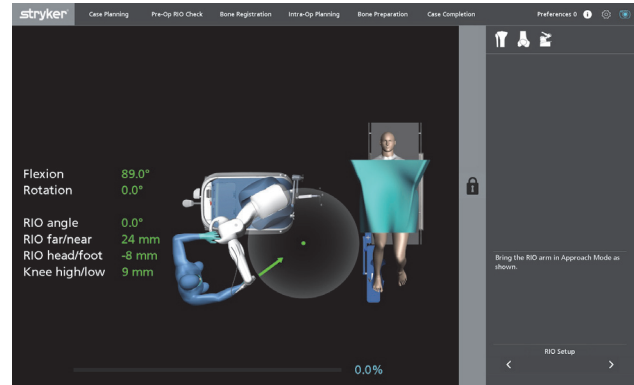 stryker
Case Planning Pre-Op RIO Check Bone Registration Intra-Op Planning Bone Preparation Case Completion Preferences 0
Flexion 89.0°
Rotation 0.0°
RIO angle 0.0°
RIO far/near 24 mm
RIO head/foot -8 mm
Knee high/low 9 mm
Bring the RIO arm in Approach Mode as
shown.
RIO Setup
0.0%